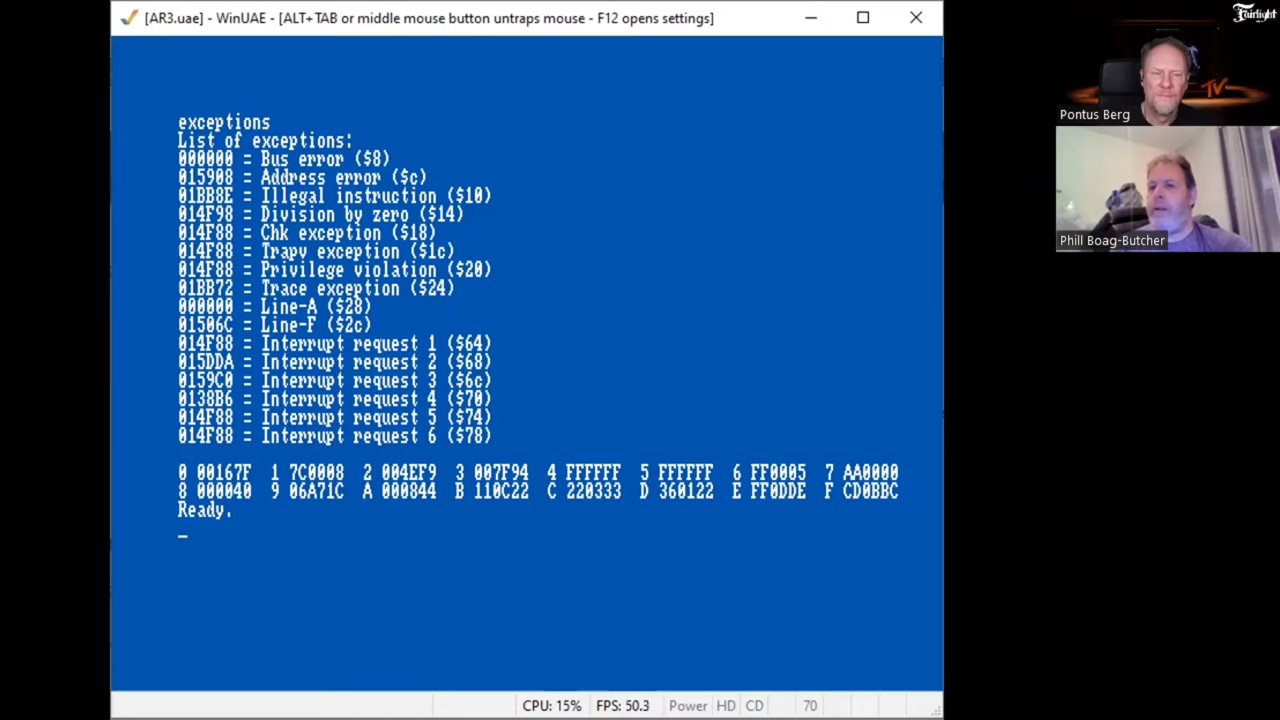 [AR3.uae] - WinUAE - [ALT+TAB or middle mouse button untraps mouse - F12 opens settings]
exceptions
List of exceptions:
000000 = Bus error ($8)
015908 = Address error ($c)
01BB8E = Illegal instruction ($10)
014F98 = Division by zero ($14)
014F88 = Chk exception ($18)
014F88 = Trapv exception ($1c)
014F88 = Privilege violation ($20)
01BB72 = Trace exception ($24)
000000 = Line-A ($28)
01506C = Line-F ($2c)
014F88 = Interrupt request 1 ($64)
015DDA = Interrupt request 2 ($68)
0159C0 = Interrupt request 3 ($6c)
0138B6 = Interrupt request 4 ($70)
014F88 = Interrupt request 5 ($74)
014F88 = Interrupt request 6 ($78)
0 00167F 1 7C0008 2 004EF9 3 007F94 4 FFFFFF 5 FFFFFF 6 FF0005 7 AA0000
8 000040 9 06A71C A 000844 B 110C22 C 220333 D 360122 E FF0DDE F CD0BBC
Ready.
_
CPU: 15% FPS: 50.3 Power HD CD 70
Fairlight
TV
Pontus Berg
Phill Boag-Butcher